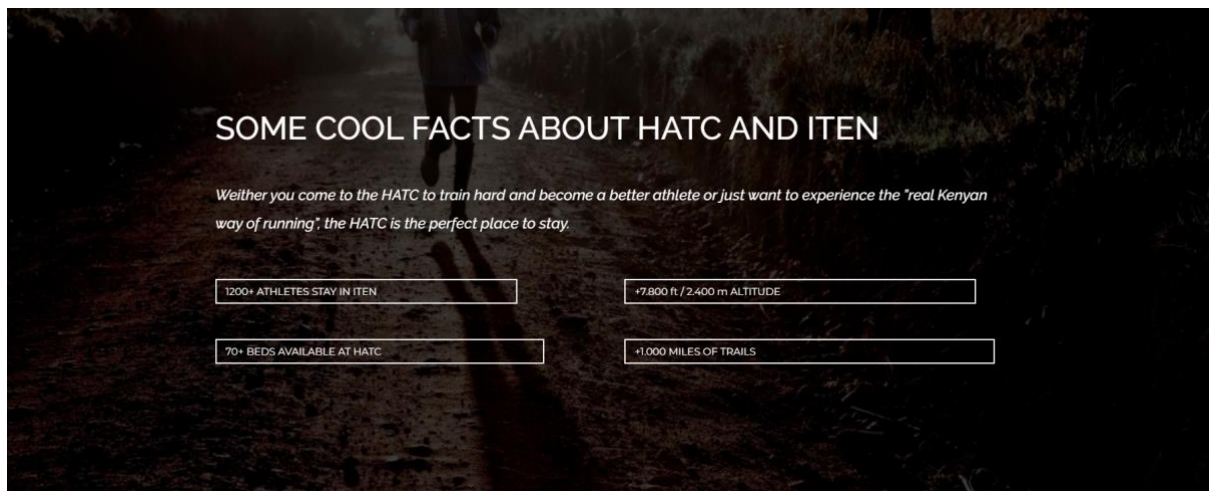 SOME COOL FACTS ABOUT HATC AND ITEN
Weither you come to the HATC to train hard and become a better athlete or just want to experience the "real Kenyan
way of running", the HATC is the perfect place to stay.
1200+ ATHLETES STAY IN ITEN
+7.800 ft / 2.400 m ALTITUDE
70+ BEDS AVAILABLE AT HATC
+1.000 MILES OF TRAILS